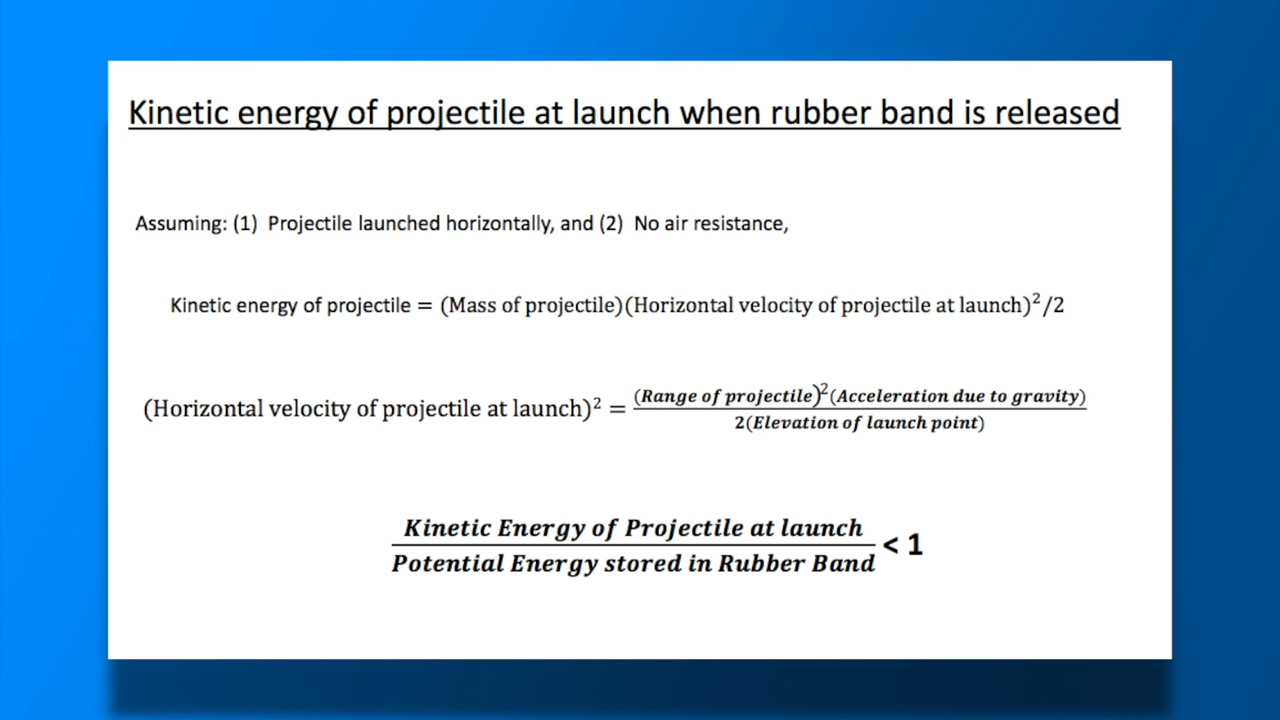 Kinetic energy of projectile at launch when rubber band is released
Assuming: (1) Projectile launched horizontally, and (2) No air resistance,
Kinetic energy of projectile = (Mass of projectile)(Horizontal velocity of projectile at launch)²/2
(Horizontal velocity of projectile at launch)² = (Range of projectile)²(Acceleration due to gravity) / 2(Elevation of launch point)
Kinetic Energy of Projectile at launch / Potential Energy stored in Rubber Band < 1